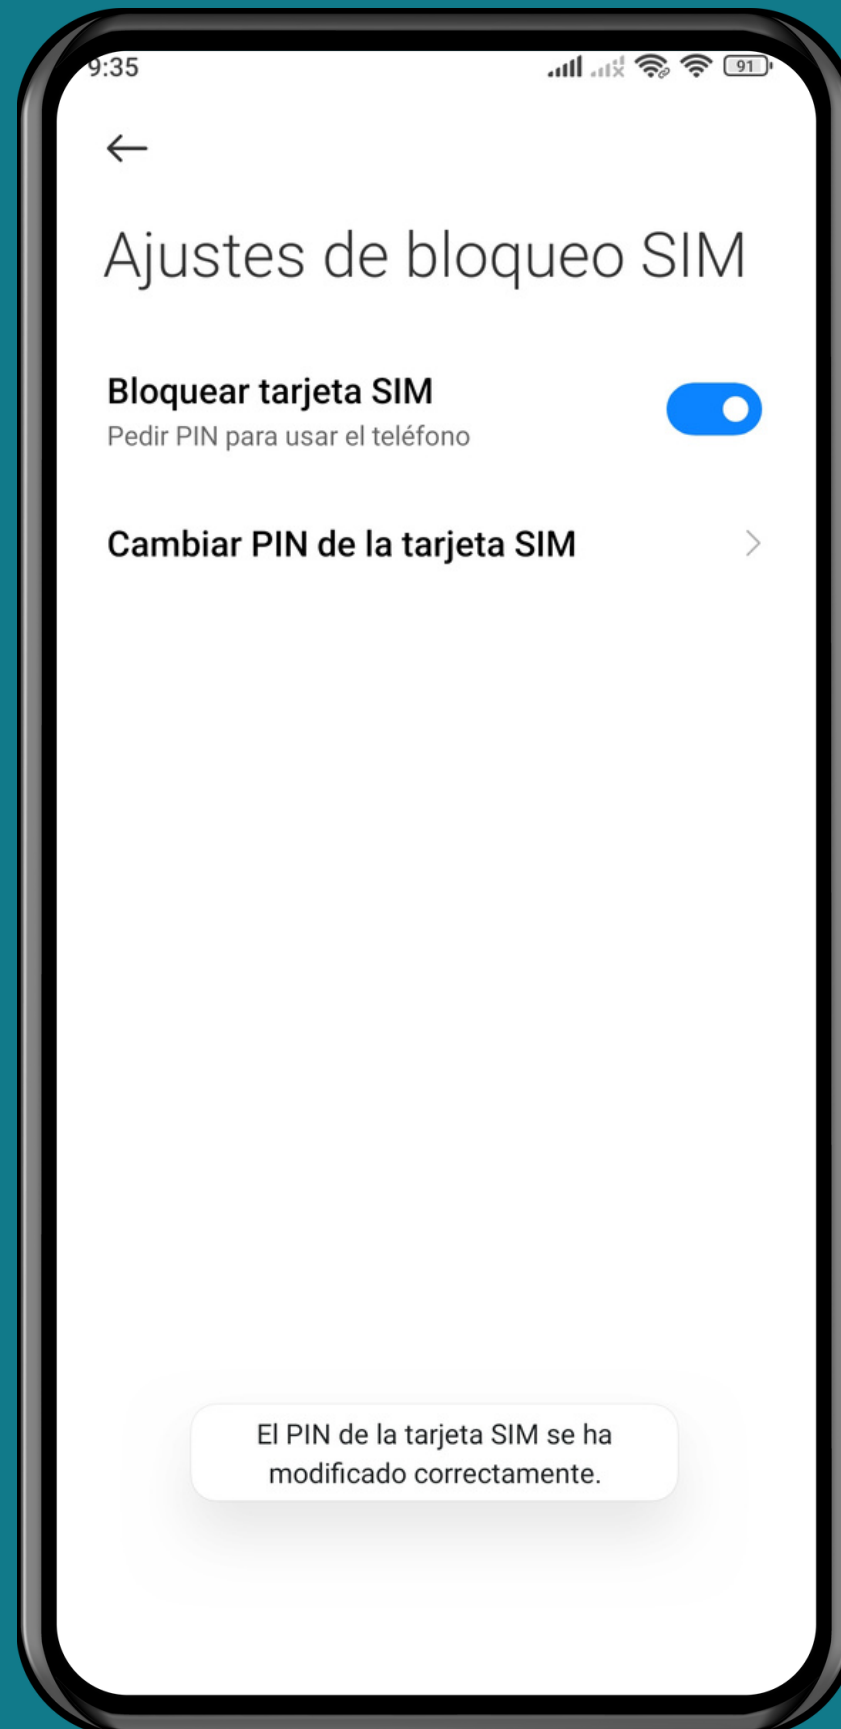 9:35
91
Ajustes de bloqueo SIM
Bloquear tarjeta SIM
Pedir PIN para usar el teléfono
Cambiar PIN de la tarjeta SIM
El PIN de la tarjeta SIM se ha
modificado correctamente.